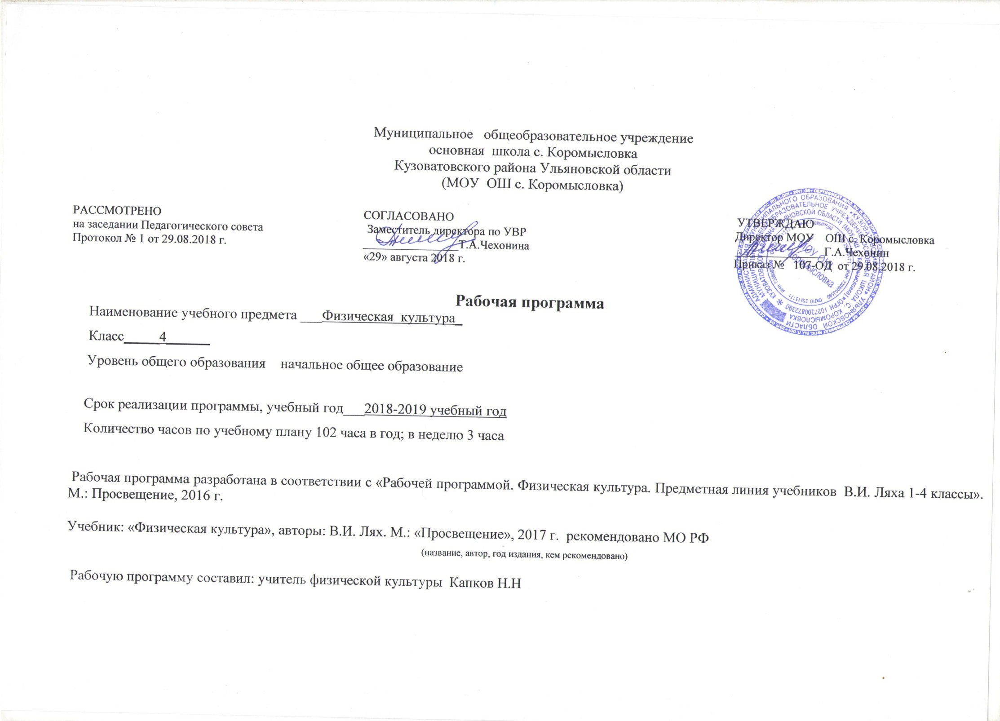 Муниципальное общеобразовательное учреждение
основная школа с. Коромысловка
Кузоватовского района Ульяновской области
(МОУ ОШ с. Коромысловка)
РАССМОТРЕНО
на заседании Педагогического совета
Протокол № 1 от 29.08.2018 г.
СОГЛАСОВАНО
Заместитель директора по УВР
________________Т.А.Чехонина
«29» августа 2018 г.
УТВЕРЖДАЮ
Директор МОУ ОШ с. Коромысловка
_______________Г.А.Чехонин
Приказ № 107-ОД от 29.08.2018 г.
МОУ ОШ
Коромысловка
Рабочая программа
Наименование учебного предмета ___Физическая культура_
Класс_____4______
Уровень общего образования начальное общее образование
Срок реализации программы, учебный год___2018-2019 учебный год
Количество часов по учебному плану 102 часа в год; в неделю 3 часа
Рабочая программа разработана в соответствии с «Рабочей программой. Физическая культура. Предметная линия учебников В.И. Ляха 1-4 классы».
М.: Просвещение, 2016 г.
Учебник: «Физическая культура», авторы: В.И. Лях. М.: «Просвещение», 2017 г. рекомендовано МО РФ
(название, автор, год издания, кем рекомендовано)
Рабочую программу составил: учитель физической культуры Капков Н.Н